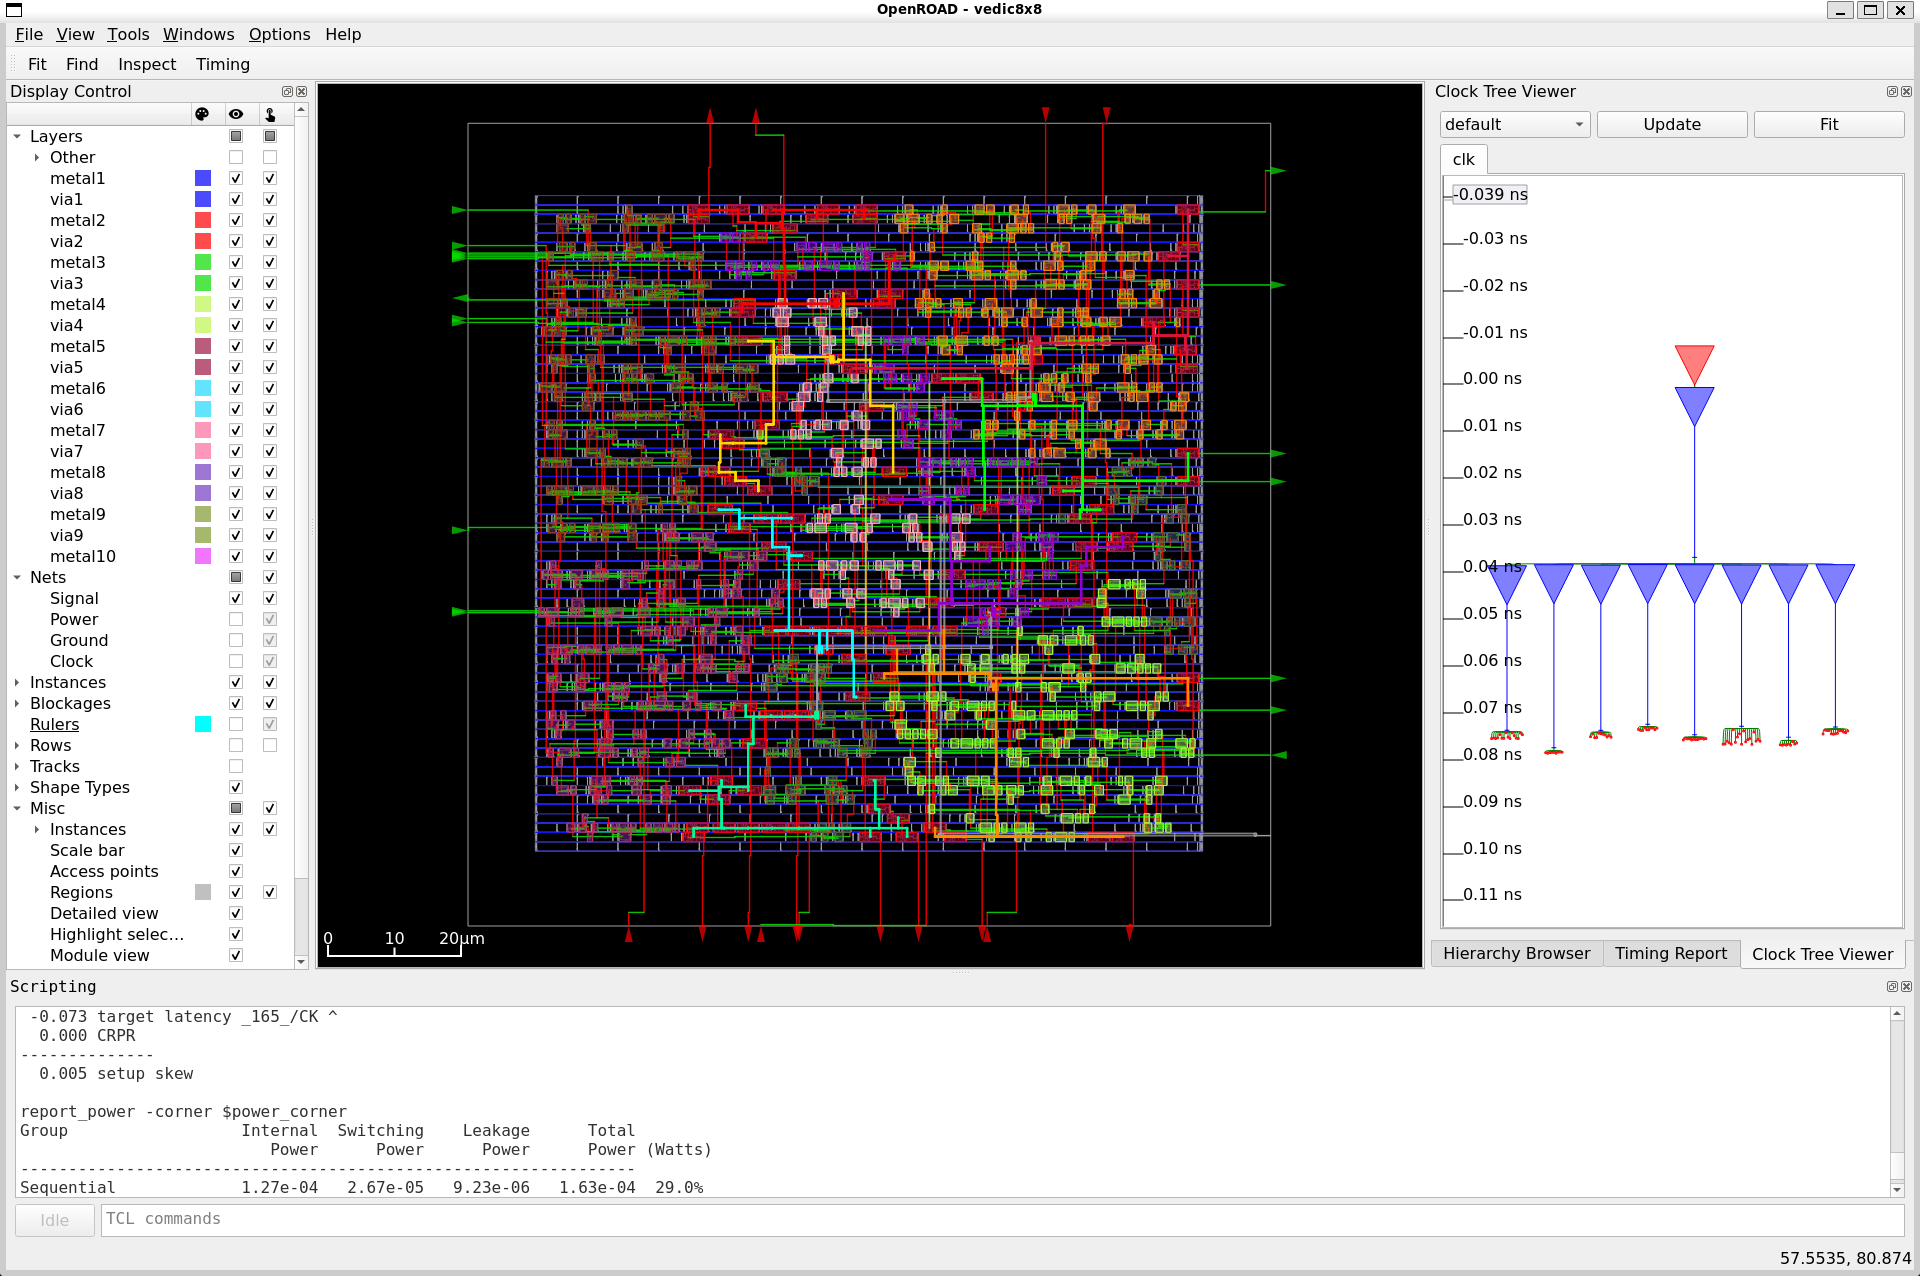 OpenROAD - vedic8x8
File View Tools Windows Options Help
Fit Find Inspect Timing
Display Control
Layers
Other
metal1
via1
metal2
via2
metal3
via3
metal4
via4
metal5
via5
metal6
via6
metal7
via7
metal8
via8
metal9
via9
metal10
Nets
Signal
Power
Ground
Clock
Instances
Blockages
Rulers
Rows
Tracks
Shape Types
Misc
Instances
Scale bar
Access points
Regions
Detailed view
Highlight selec...
Module view
0 10 20μm
Clock Tree Viewer
default Update Fit
clk
-0.039 ns
-0.03 ns
-0.02 ns
-0.01 ns
0.00 ns
0.01 ns
0.02 ns
0.03 ns
0.04 ns
0.05 ns
0.06 ns
0.07 ns
0.08 ns
0.09 ns
0.10 ns
0.11 ns
Hierarchy Browser Timing Report Clock Tree Viewer
Scripting
-0.073 target latency _165_/CK ^
0.000 CRPR
--------------
0.005 setup skew
report_power -corner $power_corner
Group Internal Switching Leakage Total
Power Power Power Power (Watts)
----------------------------------------------------------------
Sequential 1.27e-04 2.67e-05 9.23e-06 1.63e-04 29.0%
Idle TCL commands
57.5535, 80.874